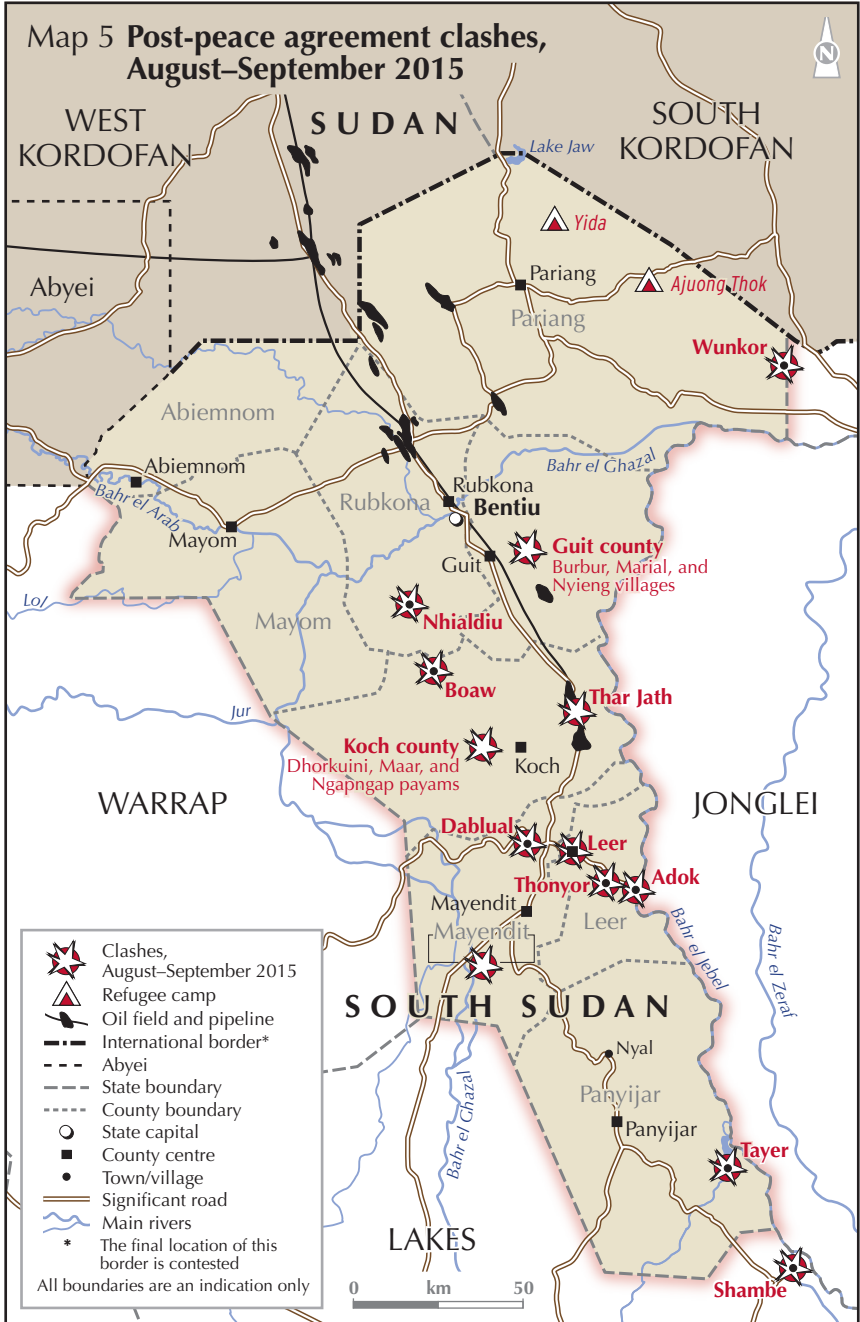 Map 5 Post-peace agreement clashes,
August–September 2015
N
WEST
KORDOFAN
SUDAN
SOUTH
KORDOFAN
Lake Jaw
Yida
Abyei
Pariang
Ajuong Thok
Pariang
Wunkor
Abiemnom
Abiemnom
Bahr el Ghazal
Bahr el Arab
Rubkona
Rubkona
Bentiu
Mayom
Guit
Guit county
Burbur, Marial, and
Nyieng villages
Lol
Mayom
Nhialdiu
Boaw
Thar Jath
Jur
Koch county
Dhorkuini, Maar, and
Ngapngap payams
Koch
WARRAP
JONGLEI
Dablual
Leer
Thonyor
Adok
Mayendit
Mayendit
Leer
Bahr el Jebel
Bahr el Zeraf
SOUTH SUDAN
Nyal
Panyijar
Panyijar
Bahr el Ghazal
Tayer
LAKES
Shambe
Clashes,
August–September 2015
Refugee camp
Oil field and pipeline
International border*
Abyei
State boundary
County boundary
State capital
County centre
Town/village
Significant road
Main rivers
* The final location of this
border is contested
All boundaries are an indication only
0 km 50